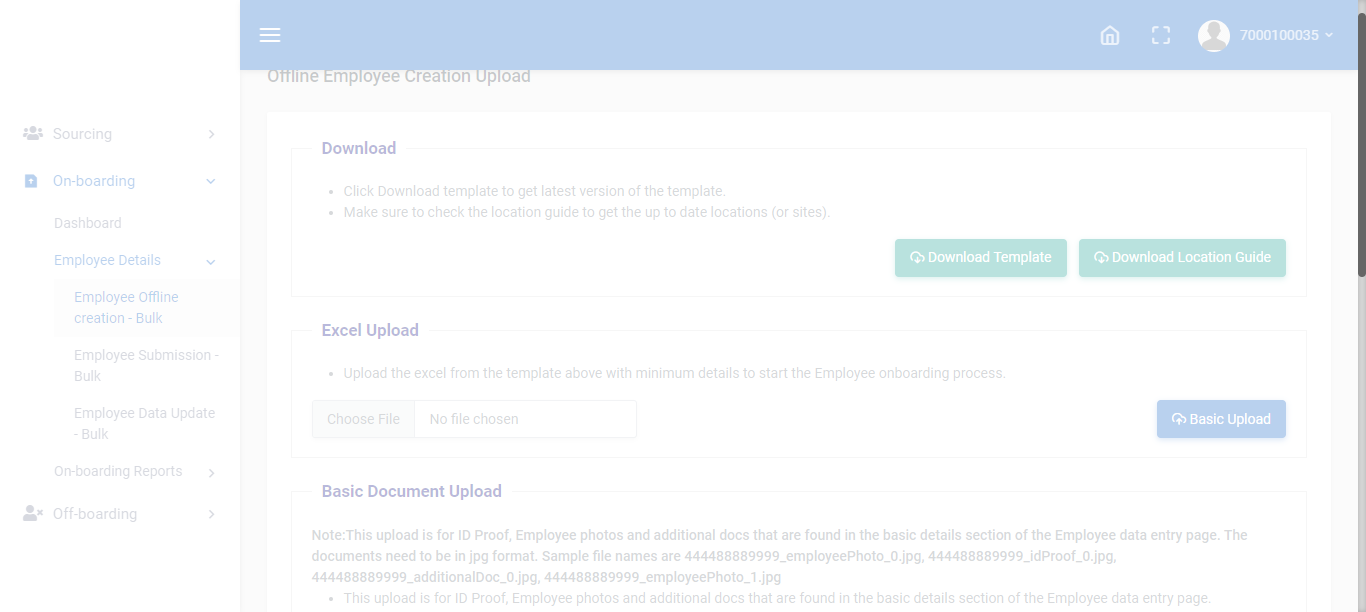 7000100035
Sourcing
On-boarding
Dashboard
Employee Details
Employee Offline
creation - Bulk
Employee Submission -
Bulk
Employee Data Update
- Bulk
On-boarding Reports
Off-boarding
Offline Employee Creation Upload
Download
Click Download template to get latest version of the template.
Make sure to check the location guide to get the up to date locations (or sites).
Download Template
Download Location Guide
Excel Upload
Upload the excel from the template above with minimum details to start the Employee onboarding process.
Choose File No file chosen
Basic Upload
Basic Document Upload
Note:This upload is for ID Proof, Employee photos and additional docs that are found in the basic details section of the Employee data entry page. The
documents need to be in jpg format. Sample file names are 444488889999_employeePhoto_0.jpg, 444488889999_idProof_0.jpg,
444488889999_additionalDoc_0.jpg, 444488889999_employeePhoto_1.jpg
This upload is for ID Proof, Employee photos and additional docs that are found in the basic details section of the Employee data entry page.